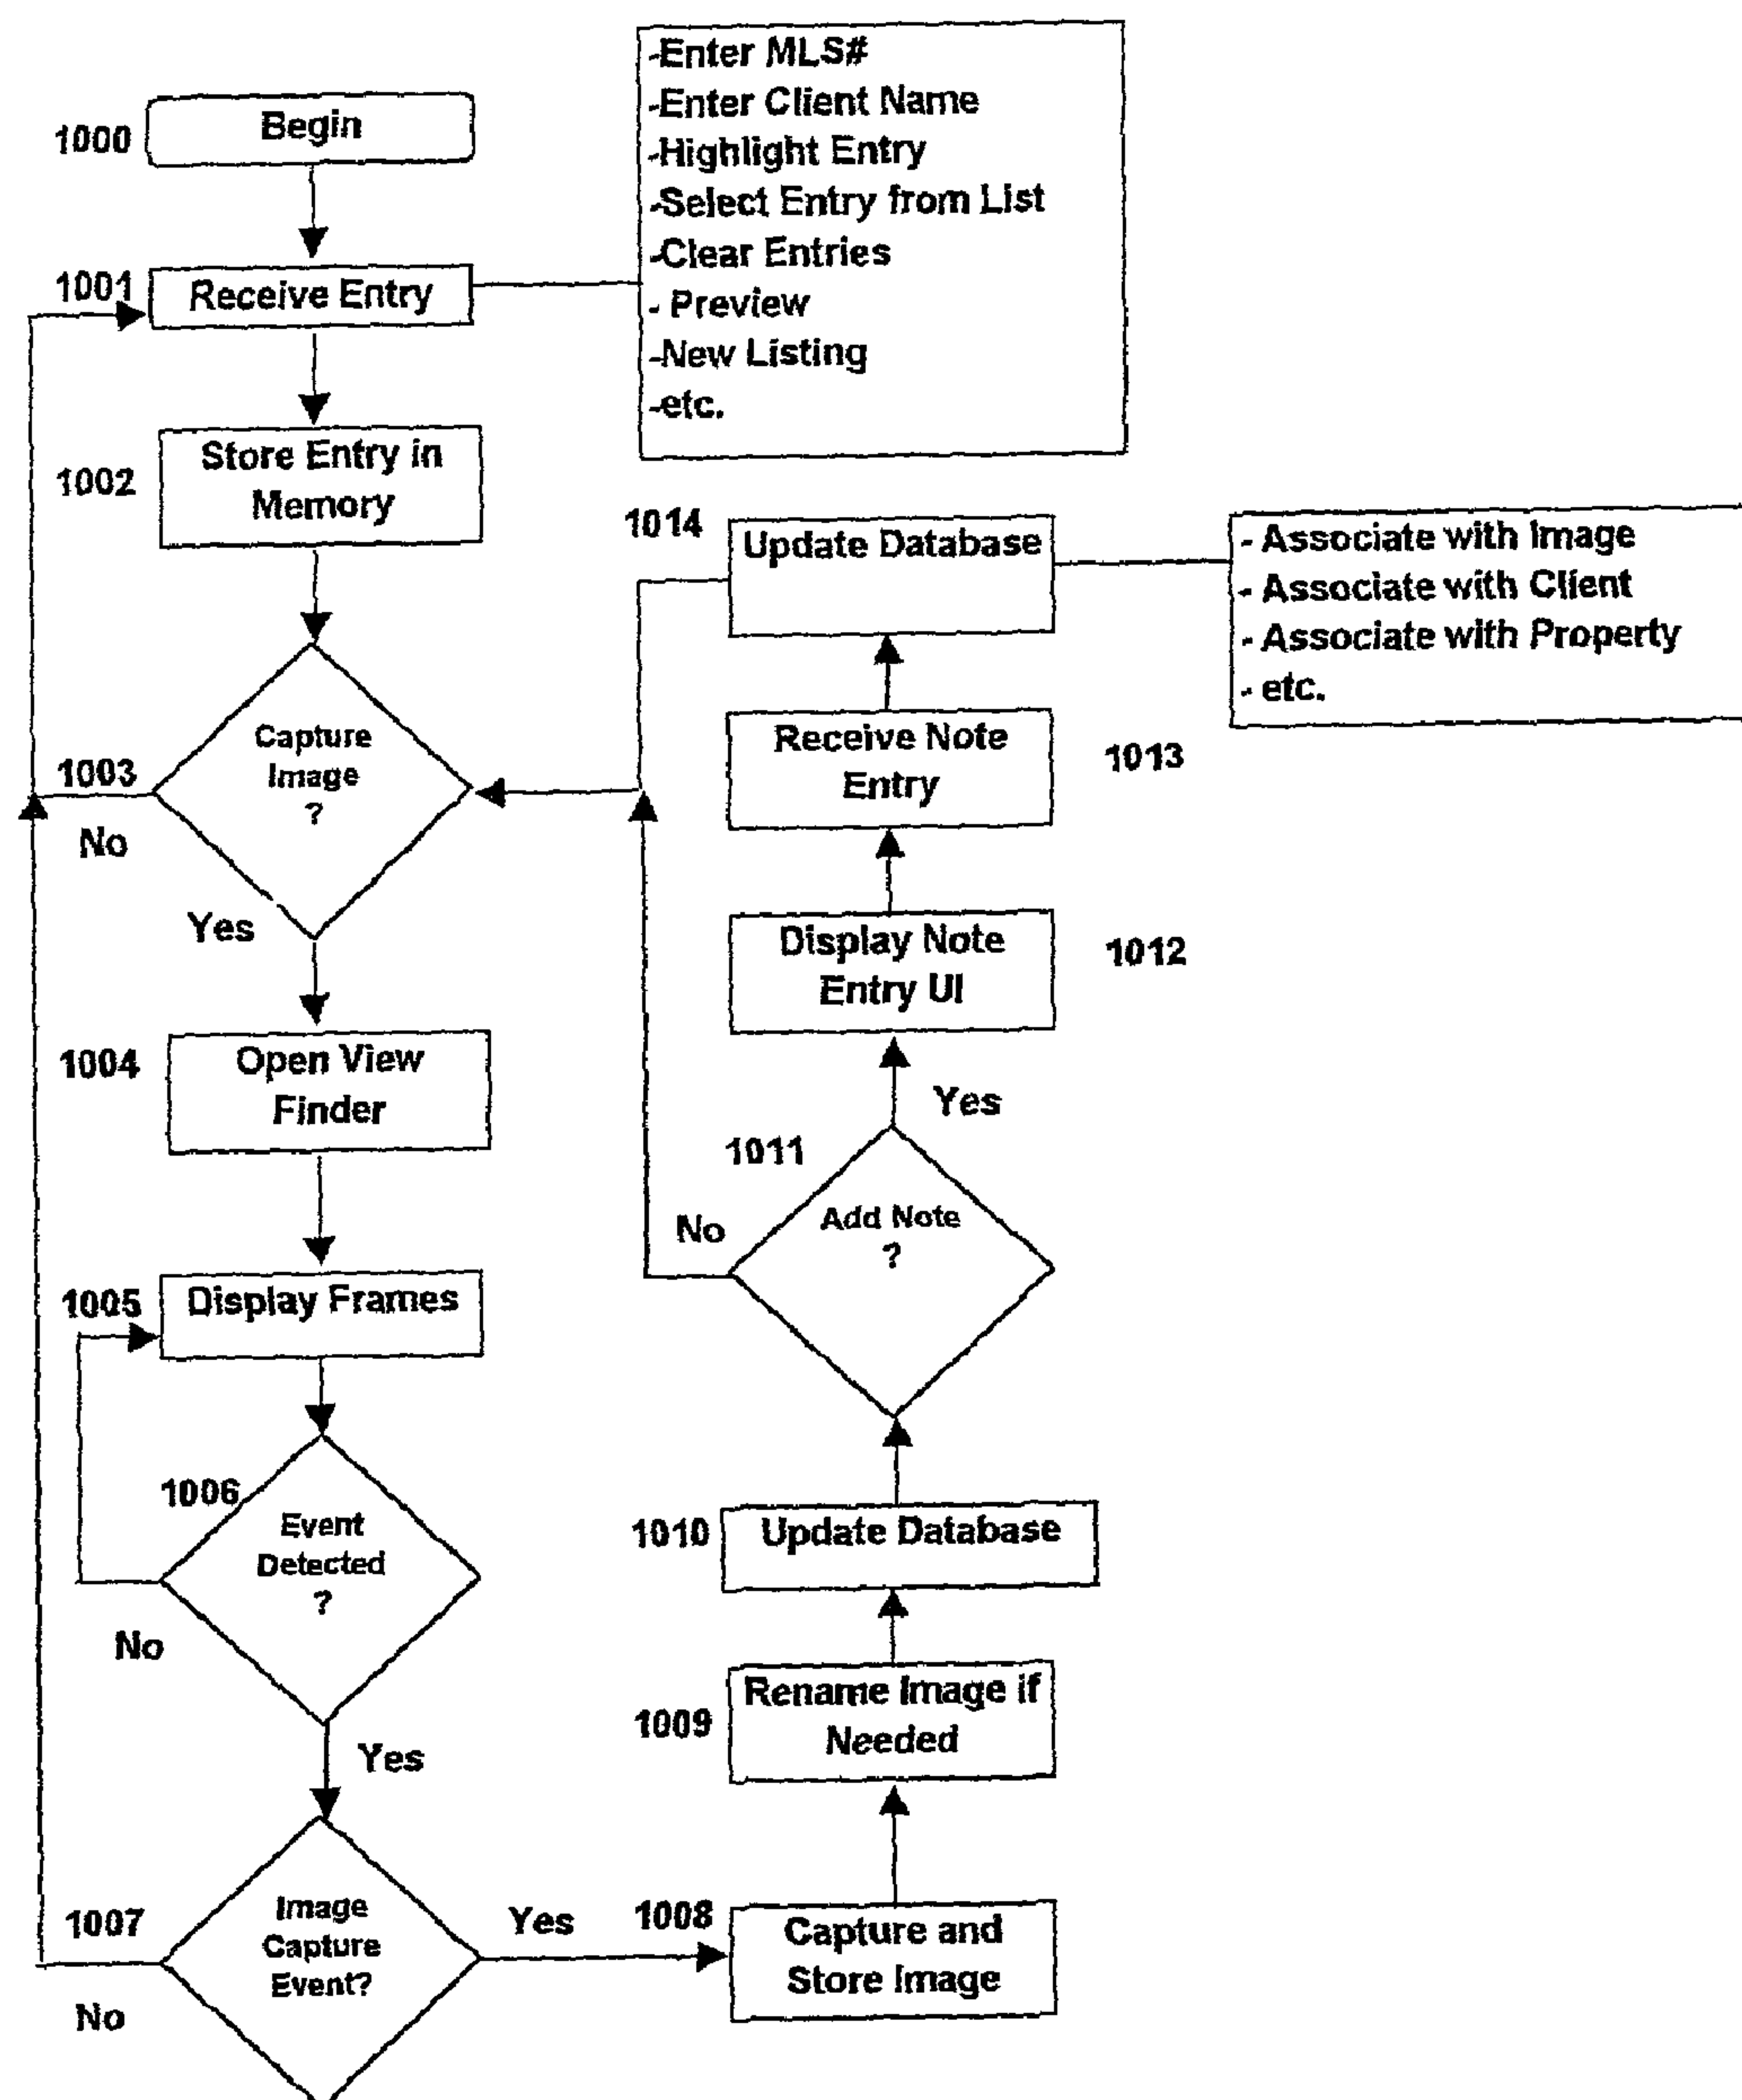 1000
Begin
-Enter MLS#
-Enter Client Name
-Highlight Entry
-Select Entry from List
-Clear Entries
- Preview
-New Listing
-etc.
1001
Receive Entry
1002
Store Entry in
Memory
1003
Capture
Image
?
No
Yes
1004
Open View
Finder
1005
Display Frames
1006
Event
Detected
?
No
Yes
1007
Image
Capture
Event?
No
Yes
1008
Capture and
Store Image
1009
Rename Image if
Needed
1010
Update Database
1011
Add Note
?
No
Yes
1012
Display Note
Entry UI
1013
Receive Note
Entry
1014
Update Database
- Associate with Image
- Associate with Client
- Associate with Property
- etc.